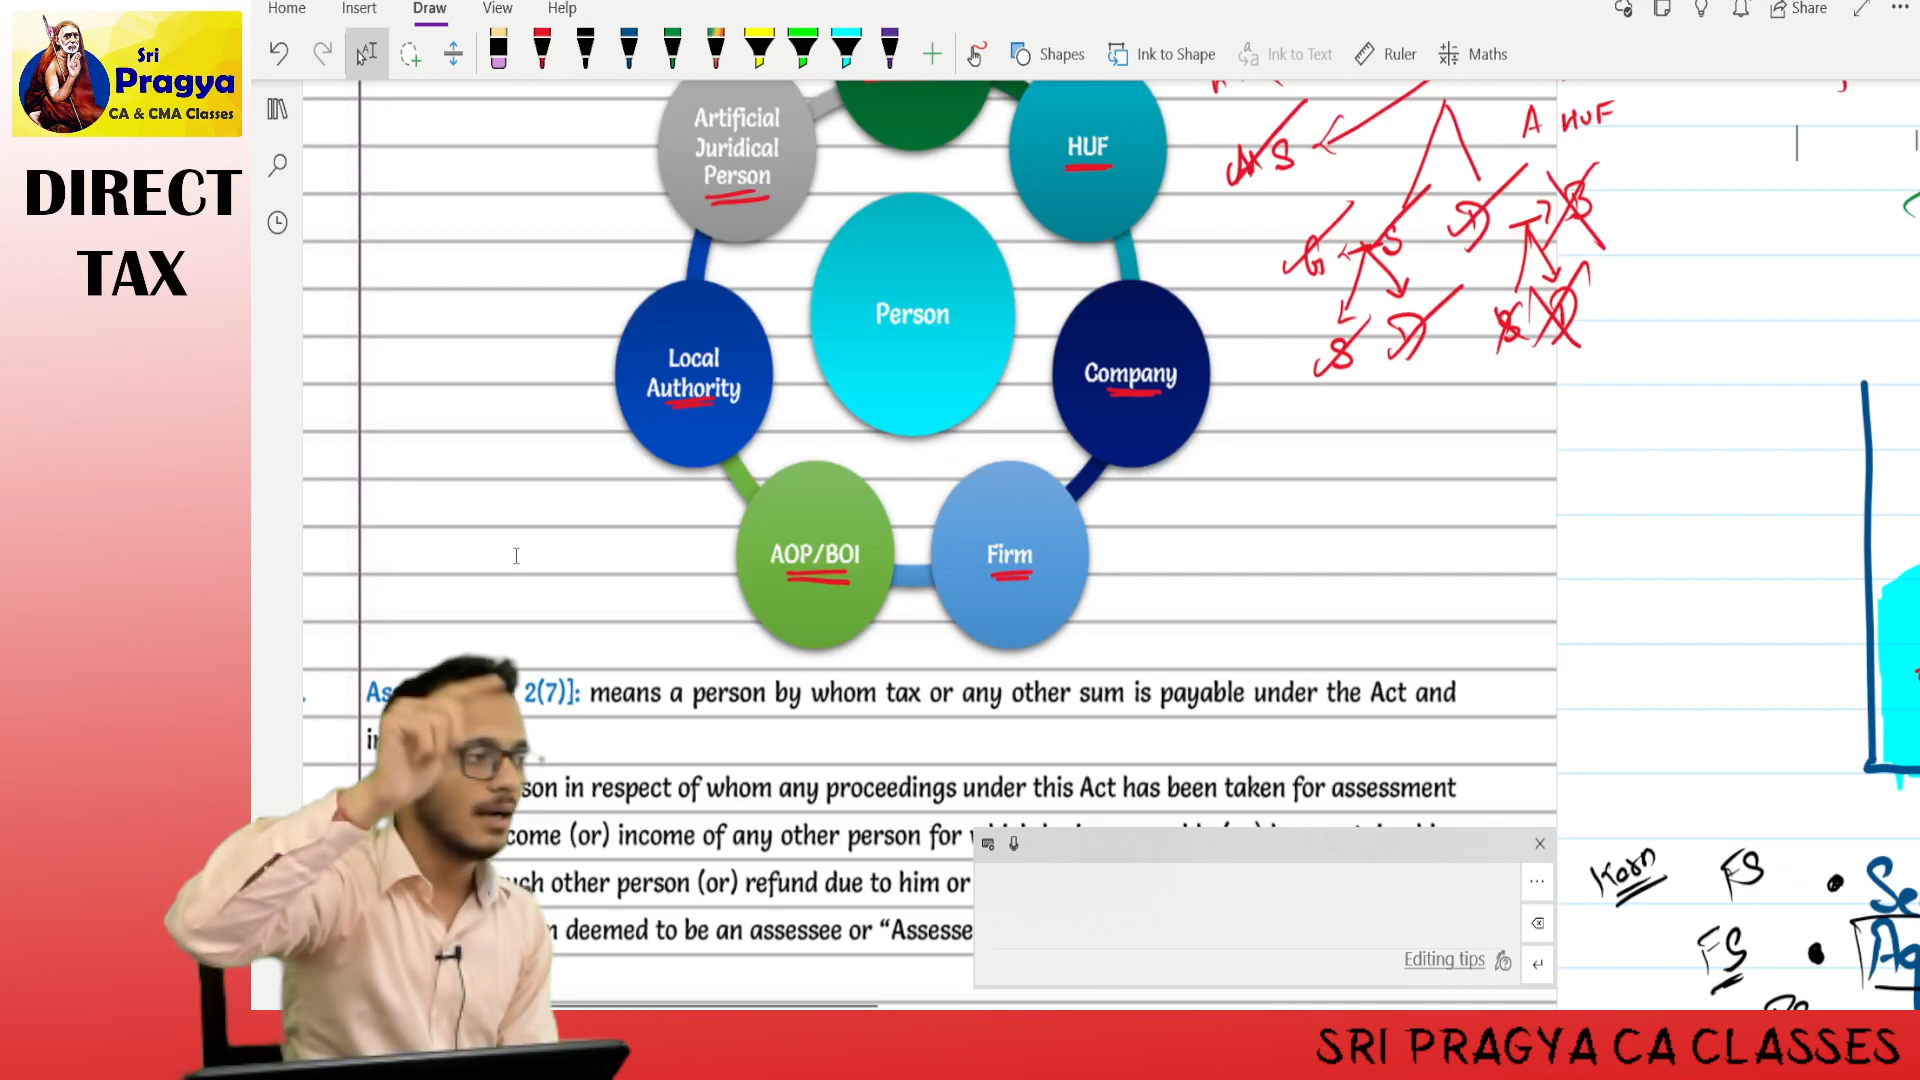 Sri
Pragya
CA & CMA Classes
DIRECT
TAX
Home Insert Draw View Help
Share
Shapes Ink to Shape Ink to Text Ruler Maths
Artificial
Juridical
Person
HUF
Company
Firm
AOP/BOI
Local
Authority
Person
A HUF
S
G S D B
S D
2(7)]: means a person by whom tax or any other sum is payable under the Act and
son in respect of whom any proceedings under this Act has been taken for assessment
come (or) income of any other person for
uch other person (or) refund due to him or
n deemed to be an assessee or “Assesse
Editing tips
Karn FS
FS
SRI PRAGYA CA CLASSES